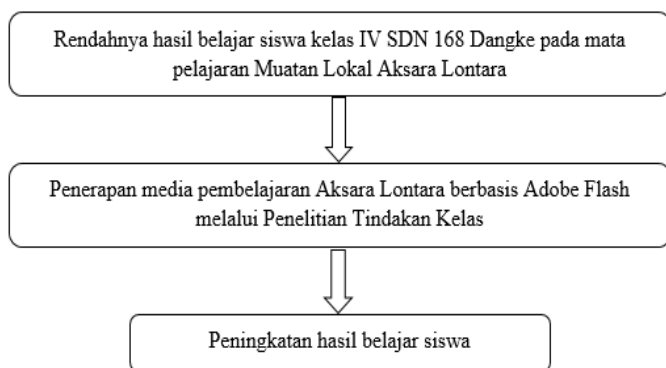 Rendahnya hasil belajar siswa kelas IV SDN 168 Dangke pada mata
pelajaran Muatan Lokal Aksara Lontara
Penerapan media pembelajaran Aksara Lontara berbasis Adobe Flash
melalui Penelitian Tindakan Kelas
Peningkatan hasil belajar siswa